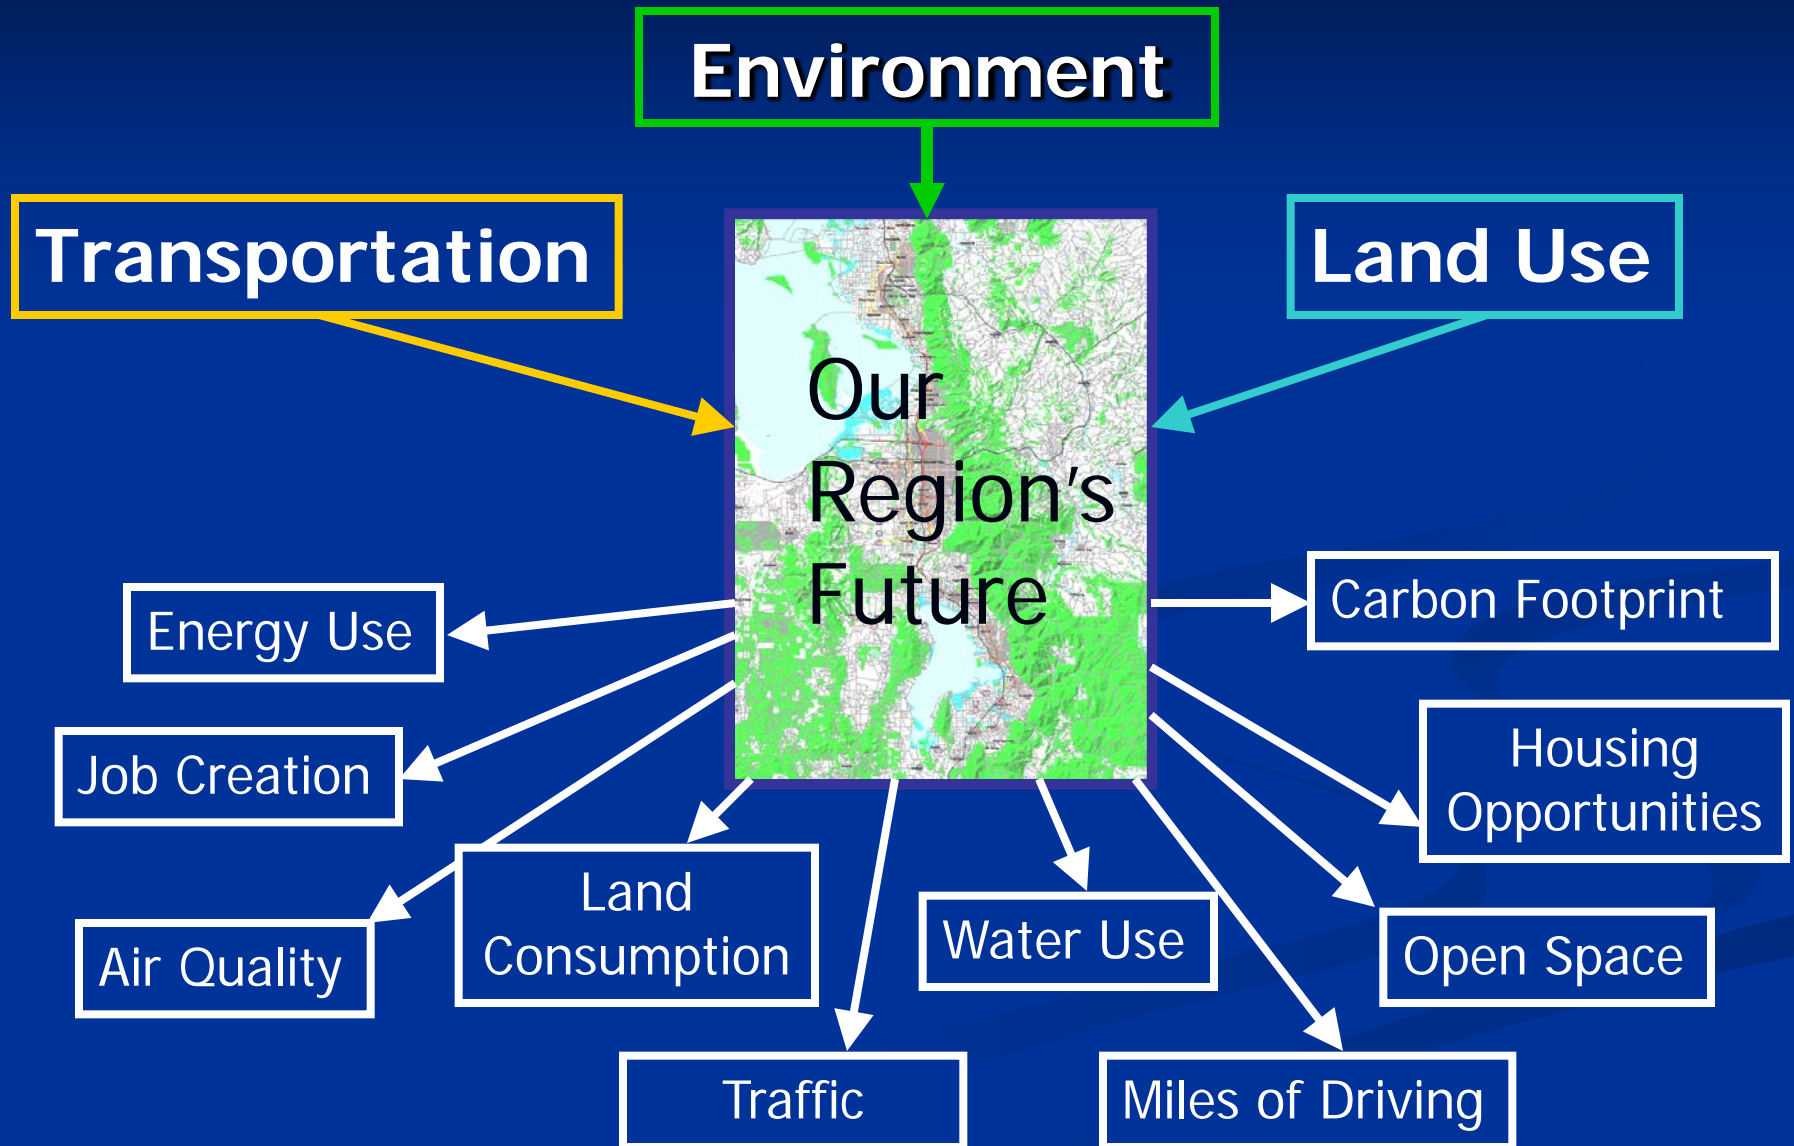 Environment
Transportation
Land Use
Our
Region's
Future
Energy Use
Carbon Footprint
Job Creation
Housing
Opportunities
Air Quality
Land
Consumption
Water Use
Open Space
Traffic
Miles of Driving